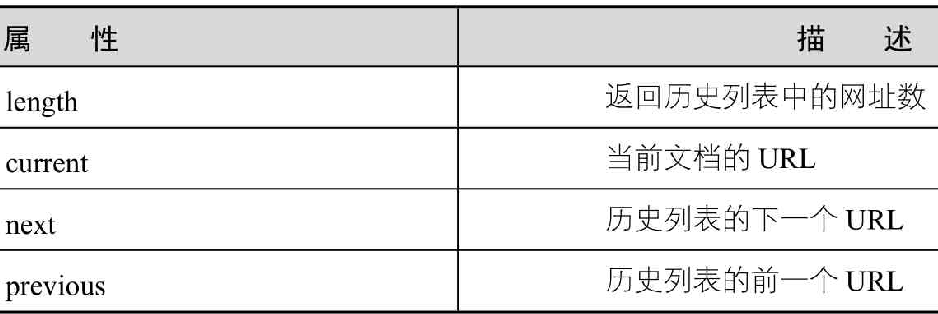 属 性 描 述
length 返回历史列表中的网址数
current 当前文档的 URL
next 历史列表的下一个 URL
previous 历史列表的前一个 URL